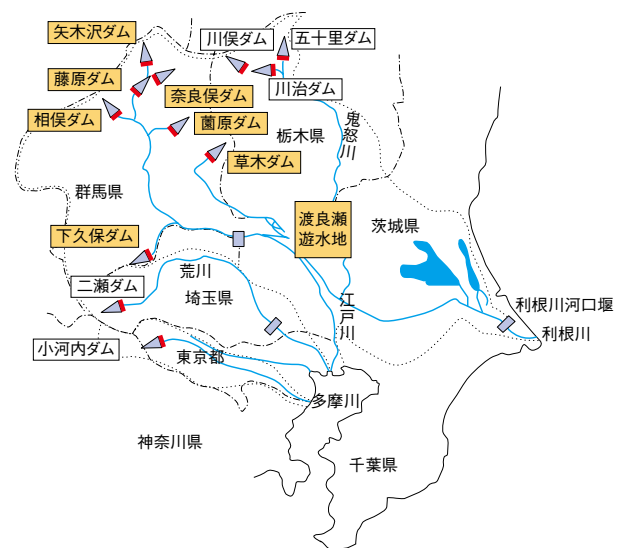 矢木沢ダム
川俣ダム
五十里ダム
藤原ダム
奈良俣ダム
川治ダム
相俣ダム
薗原ダム
栃木県
鬼怒川
草木ダム
群馬県
渡良瀬
遊水地
茨城県
下久保ダム
荒川
二瀬ダム
埼玉県
江戸川
利根川河口堰
利根川
小河内ダム
東京都
多摩川
神奈川県
千葉県